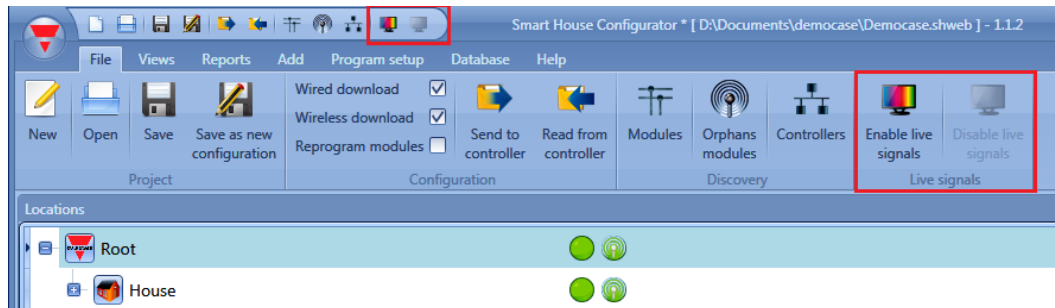 Smart House Configurator * [ D:\Documents\democase\Democase.shweb ] - 1.1.2
File Views Reports Add Program setup Database Help
New
Open
Save
Save as new
configuration
Project
Wired download
Wireless download
Reprogram modules
Send to
controller
Read from
controller
Configuration
Modules
Orphans
modules
Controllers
Discovery
Enable live
signals
Disable live
signals
Live signals
Locations
Root
House